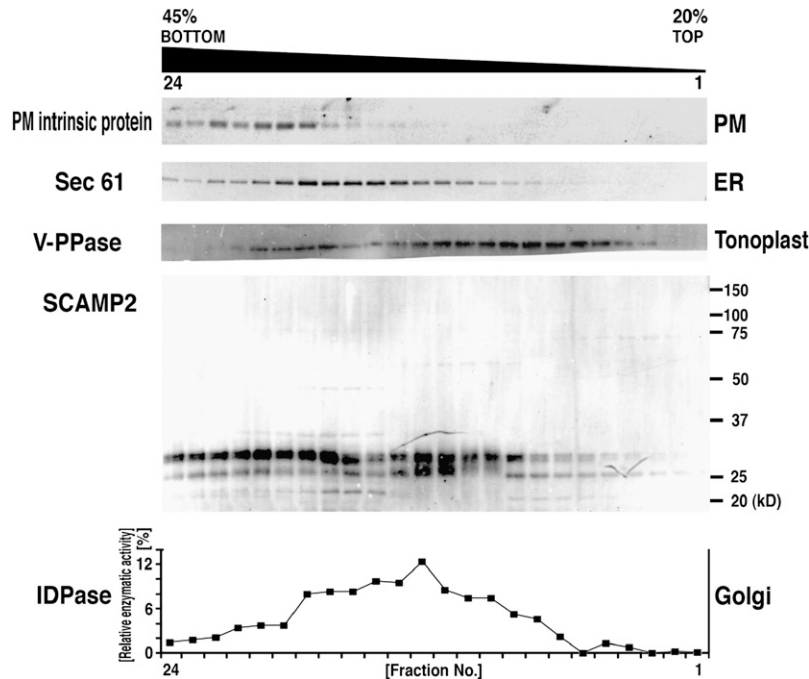 45% 20%
BOTTOM TOP
24 1
PM intrinsic protein PM
Sec 61 ER
V-PPase Tonoplast
SCAMP2
150
100
75
50
37
25
20 (kD)
[Relative enzymatic activity]
[%]
12
6
0
IDPase Golgi
24 [Fraction No.] 1